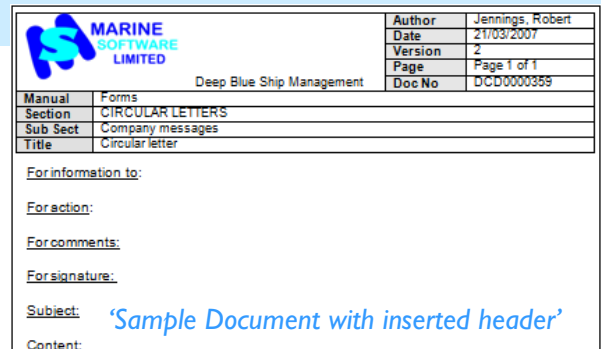 MARINE
SOFTWARE
LIMITED
Deep Blue Ship Management
Author Jennings, Robert
Date 21/03/2007
Version 2
Page Page 1 of 1
Doc No DCD0000359
Manual Forms
Section CIRCULAR LETTERS
Sub Sect Company messages
Title Circular letter
For information to:
For action:
For comments:
For signature:
Subject:
‘Sample Document with inserted header’
Content: